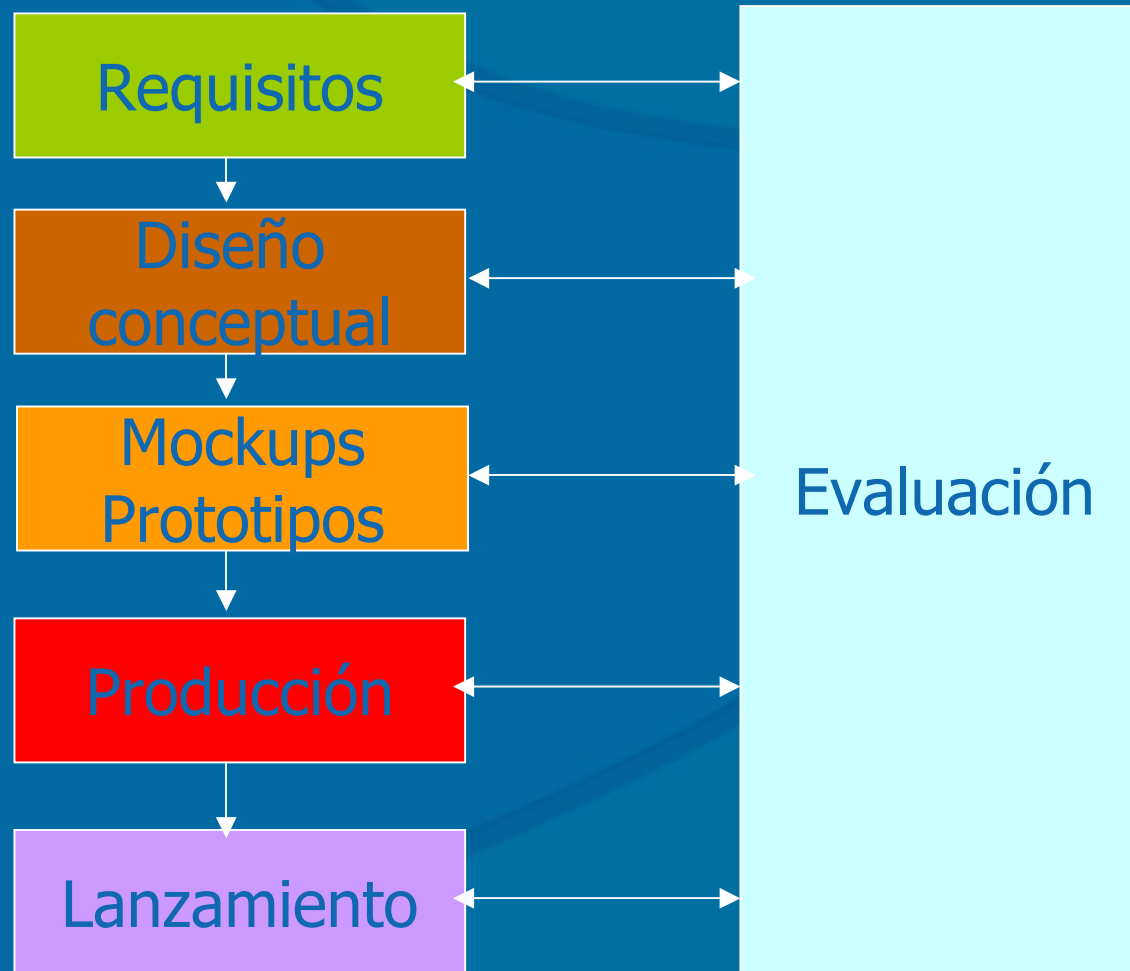 Requisitos
Diseño
conceptual
Mockups
Prototipos
Evaluación
Producción
Lanzamiento